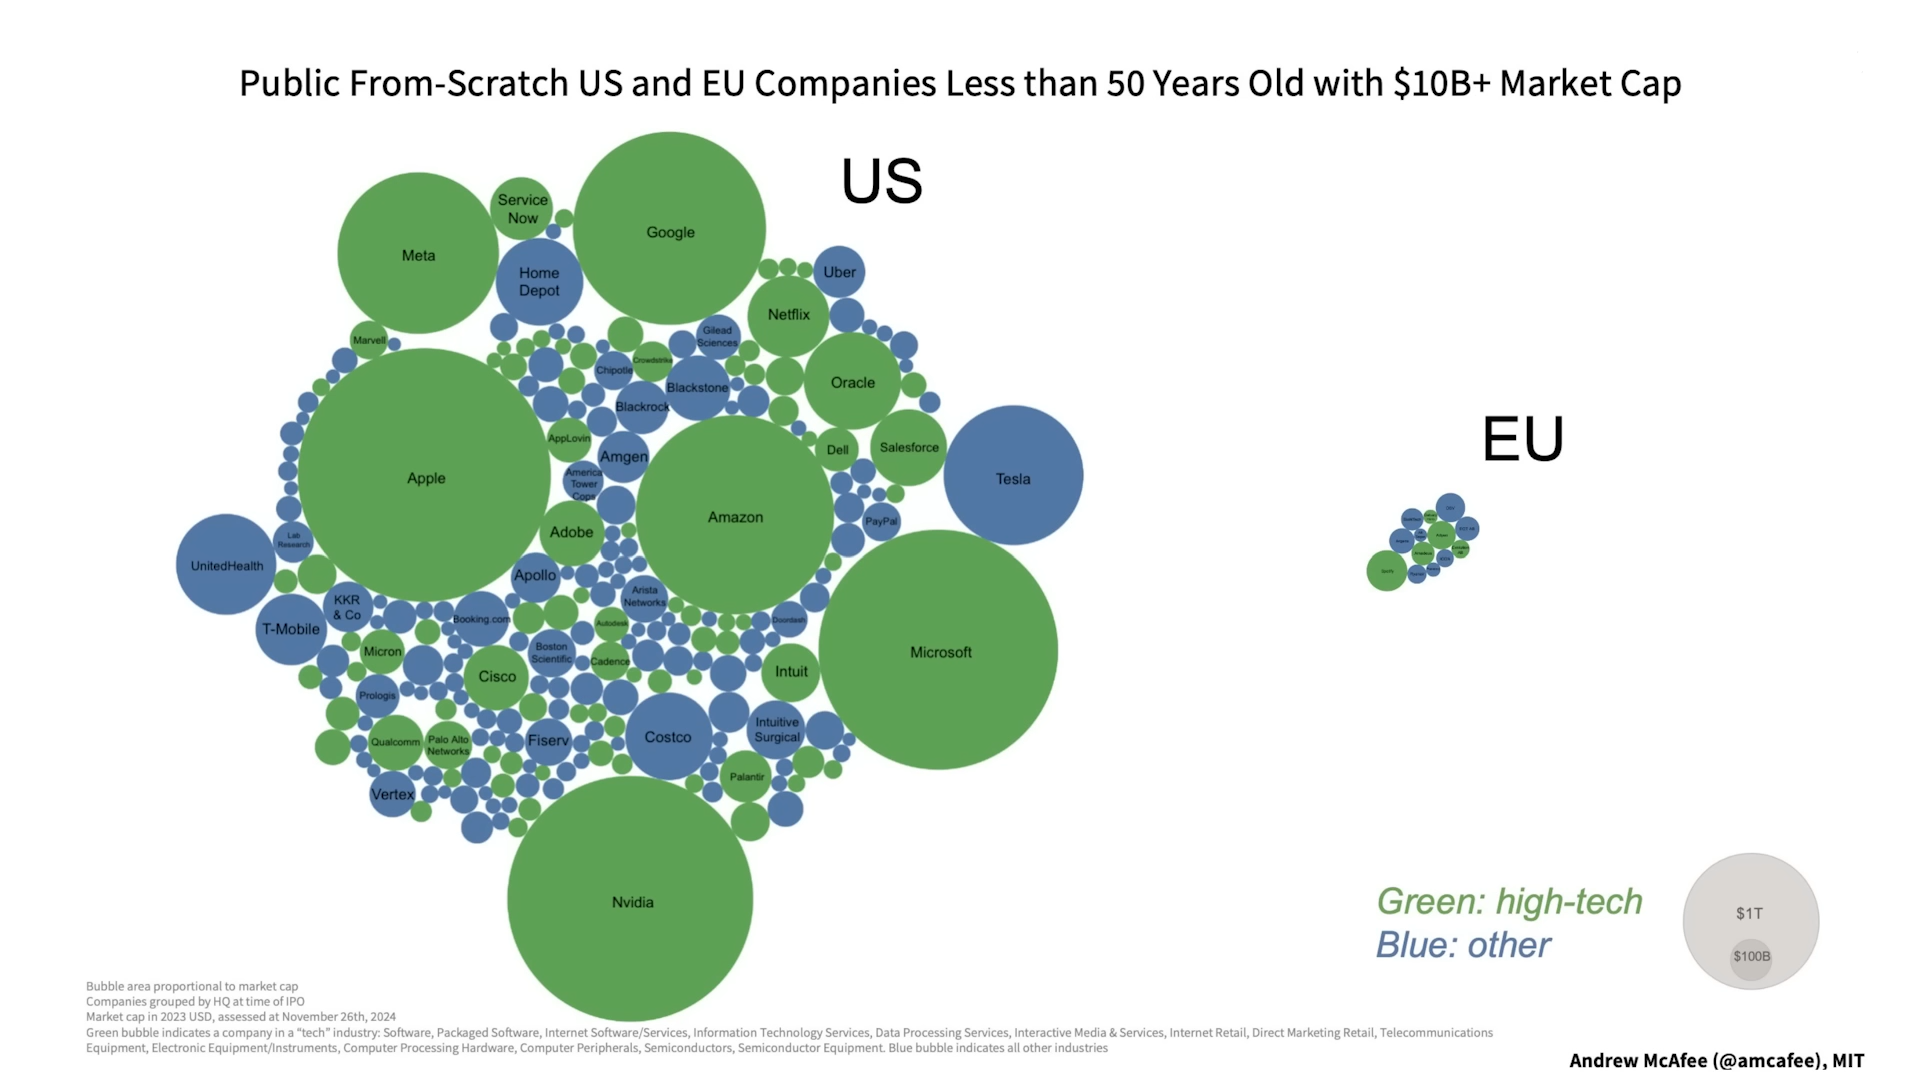 Public From-Scratch US and EU Companies Less than 50 Years Old with $10B+ Market Cap
US
EU
Google
Meta
Service
Now
Home
Depot
Uber
Netflix
Marvell
Gilead
Sciences
Crowdstrike
Chipotle
Blackstone
Oracle
Blackrock
AppLovin
Dell
Salesforce
Amgen
Apple
America
Tower
Cops
Tesla
Amazon
PayPal
Adobe
Lab
Research
UnitedHealth
Apollo
Arista
Networks
KKR
& Co
Booking.com
Doordash
Autodesk
T-Mobile
Micron
Boston
Scientific
Cadence
Microsoft
Cisco
Intuit
Prologis
Intuitive
Surgical
Costco
Fiserv
Qualcomm
Palo Alto
Networks
Palantir
Vertex
Nvidia
Spotify
Green: high-tech
Blue: other
$1T
$100B
Bubble area proportional to market cap
Companies grouped by HQ at time of IPO
Market cap in 2023 USD, assessed at November 26th, 2024
Green bubble indicates a company in a “tech” industry: Software, Packaged Software, Internet Software/Services, Information Technology Services, Data Processing Services, Interactive Media & Services, Internet Retail, Direct Marketing Retail, Telecommunications
Equipment, Electronic Equipment/Instruments, Computer Processing Hardware, Computer Peripherals, Semiconductors, Semiconductor Equipment. Blue bubble indicates all other industries
Andrew McAfee (@amcafee), MIT